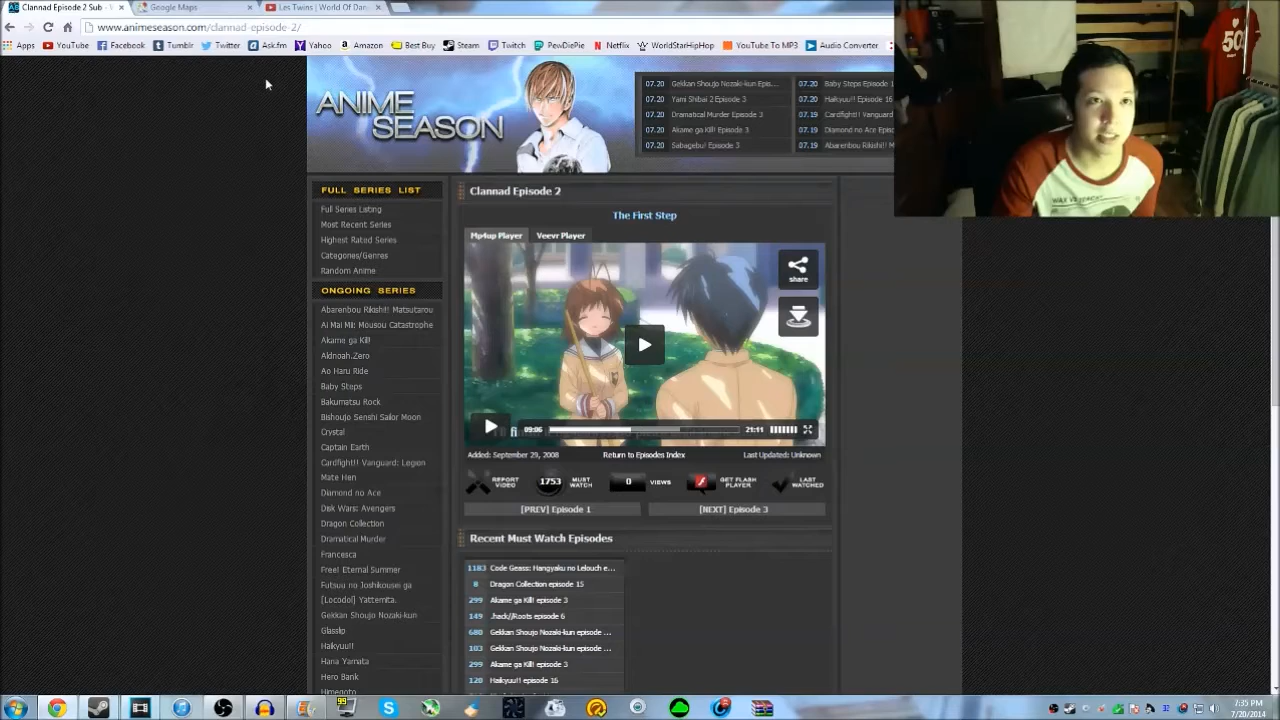 Clannad Episode 2 Sub -
Google Maps
Les Twins | World Of Dan
www.animeseason.com/clannad-episode-2/
Apps YouTube Facebook Tumblr Twitter Ask.fm Yahoo Amazon Best Buy Steam Twitch PewDiePie Netflix WorldStarHipHop YouTube To MP3 Audio Converter
ANIME
SEASON
07.20 Gekkan Shoujo Nozaki-kun Epis...
07.20 Yami Shibai 2 Episode 3
07.20 Dramatical Murder Episode 3
07.20 Akame ga Kill! Episode 3
07.20 Sabagebu! Episode 3
07.20 Baby Steps Episode 1
07.20 Haikyuu!! Episode 16
07.19 Cardfight!! Vanguard:
07.19 Diamond no Ace Episo
07.19 Abarenbou Rikishi!! Ma
FULL SERIES LIST
Full Series Listing
Most Recent Series
Highest Rated Series
Categories/Genres
Random Anime
ONGOING SERIES
Abarenbou Rikishi!! Matsutarou
Ai Mai Mii: Mousou Catastrophe
Akame ga Kill!
Aldnoah.Zero
Ao Haru Ride
Baby Steps
Bakumatsu Rock
Bishoujo Senshi Sailor Moon
Crystal
Captain Earth
Cardfight!! Vanguard: Legion
Mate Hen
Diamond no Ace
Disk Wars: Avengers
Dragon Collection
Dramatical Murder
Francesca
Free! Eternal Summer
Futsuu no Joshikousei ga
[Locodol] Yattemita.
Gekkan Shoujo Nozaki-kun
Glasslip
Haikyuu!!
Hana Yamata
Hero Bank
Himegoto
Clannad Episode 2
The First Step
Mp4up Player Veevr Player
share
09:06 21:11
Added: September 29, 2008 Return to Episodes Index Last Updated: Unknown
REPORT VIDEO 1753 MUST WATCH 0 VIEWS GET FLASH PLAYER LAST WATCHED
[PREV] Episode 1 [NEXT] Episode 3
Recent Must Watch Episodes
1183 Code Geass: Hangyaku no Lelouch e...
8 Dragon Collection episode 15
299 Akame ga Kill! episode 3
149 .hack//Roots episode 6
680 Gekkan Shoujo Nozaki-kun episode ...
103 Gekkan Shoujo Nozaki-kun episode ...
299 Akame ga Kill! episode 3
120 Haikyuu!! episode 16
50
99
7:35 PM
7/20/2014